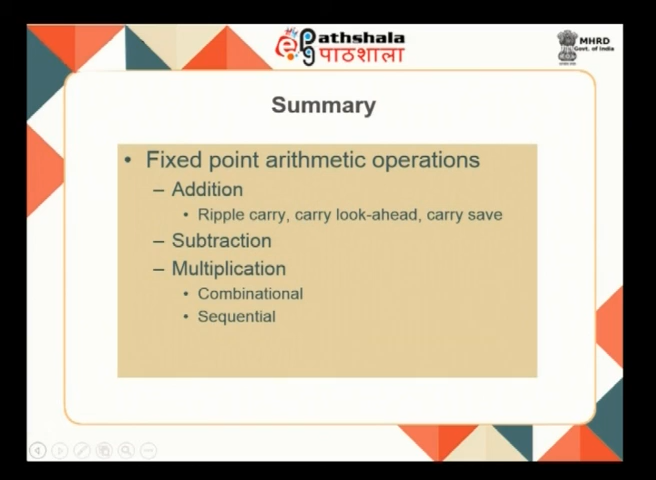 athshala
पाठशाला
MHRD
Govt. of India
Summary
• Fixed point arithmetic operations
– Addition
• Ripple carry, carry look-ahead, carry save
– Subtraction
– Multiplication
• Combinational
• Sequential